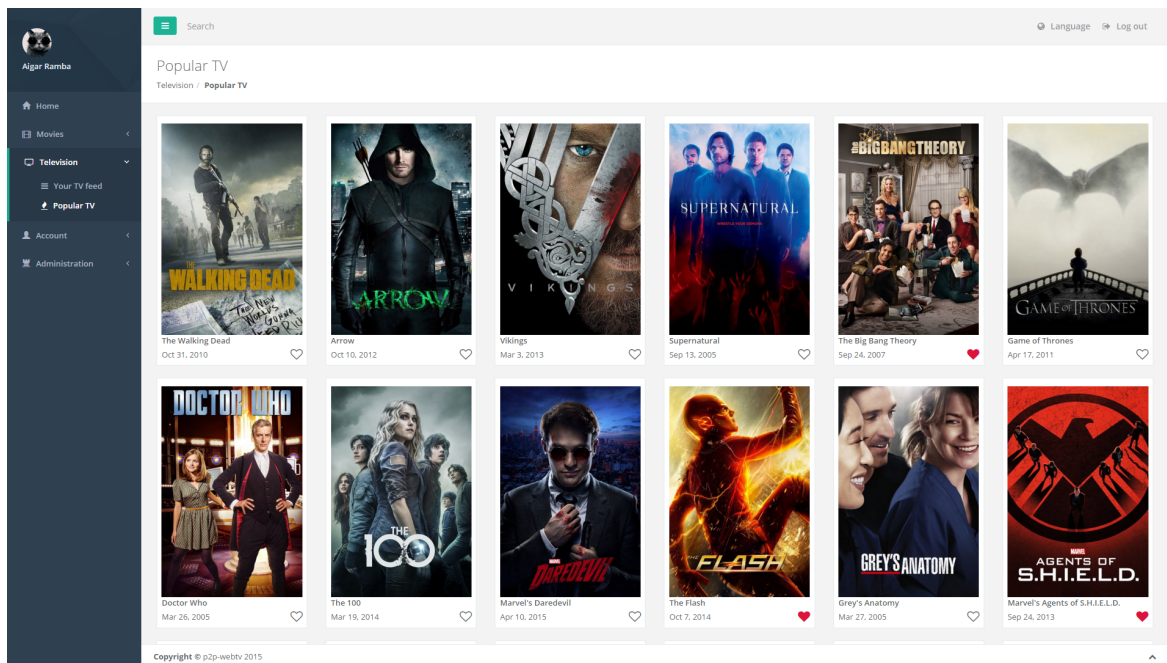 Search
Language
Log out
Aigar Ramba
Home
Movies
Television
Your TV feed
Popular TV
Account
Administration
Popular TV
Television / Popular TV
THE WALKING DEAD
THE NEW WORLD'S GONNA
The Walking Dead
Oct 31, 2010
ARROW
Arrow
Oct 10, 2012
VIKINGS
Vikings
Mar 3, 2013
SUPERNATURAL
Supernatural
Sep 13, 2005
THE BIG BANG THEORY
The Big Bang Theory
Sep 24, 2007
GAME OF THRONES
Game of Thrones
Apr 17, 2011
DOCTOR WHO
Doctor Who
Mar 26, 2005
THE
100
The 100
Mar 19, 2014
MARVEL
DAREDEVIL
Marvel's Daredevil
Apr 10, 2015
THE FLASH
The Flash
Oct 7, 2014
GREY'S ANATOMY
Grey's Anatomy
Mar 27, 2005
MARVEL
AGENTS OF
S.H.I.E.L.D.
Marvel's Agents of S.H.I.E.L.D.
Sep 24, 2013
Copyright © p2p-webtv 2015